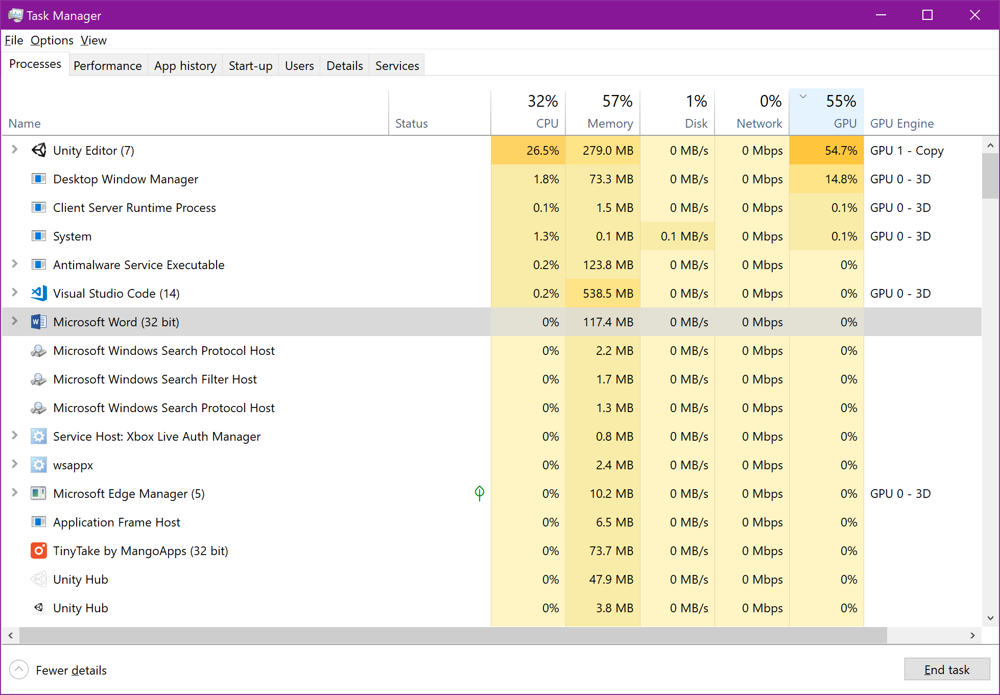 Task Manager
File Options View
Processes Performance App history Start-up Users Details Services
32% 57% 1% 0% 55%
Name Status CPU Memory Disk Network GPU GPU Engine
Unity Editor (7) 26.5% 279.0 MB 0 MB/s 0 Mbps 54.7% GPU 1 - Copy
Desktop Window Manager 1.8% 73.3 MB 0 MB/s 0 Mbps 14.8% GPU 0 - 3D
Client Server Runtime Process 0.1% 1.5 MB 0 MB/s 0 Mbps 0.1% GPU 0 - 3D
System 1.3% 0.1 MB 0.1 MB/s 0 Mbps 0.1% GPU 0 - 3D
Antimalware Service Executable 0.2% 123.8 MB 0 MB/s 0 Mbps 0%
Visual Studio Code (14) 0.2% 538.5 MB 0 MB/s 0 Mbps 0% GPU 0 - 3D
Microsoft Word (32 bit) 0% 117.4 MB 0 MB/s 0 Mbps 0%
Microsoft Windows Search Protocol Host 0% 2.2 MB 0 MB/s 0 Mbps 0%
Microsoft Windows Search Filter Host 0% 1.7 MB 0 MB/s 0 Mbps 0%
Microsoft Windows Search Protocol Host 0% 1.3 MB 0 MB/s 0 Mbps 0%
Service Host: Xbox Live Auth Manager 0% 0.8 MB 0 MB/s 0 Mbps 0%
wsappx 0% 2.4 MB 0 MB/s 0 Mbps 0%
Microsoft Edge Manager (5) 0% 10.2 MB 0 MB/s 0 Mbps 0% GPU 0 - 3D
Application Frame Host 0% 6.5 MB 0 MB/s 0 Mbps 0%
TinyTake by MangoApps (32 bit) 0% 73.7 MB 0 MB/s 0 Mbps 0%
Unity Hub 0% 47.9 MB 0 MB/s 0 Mbps 0%
Unity Hub 0% 3.8 MB 0 MB/s 0 Mbps 0%
Fewer details End task